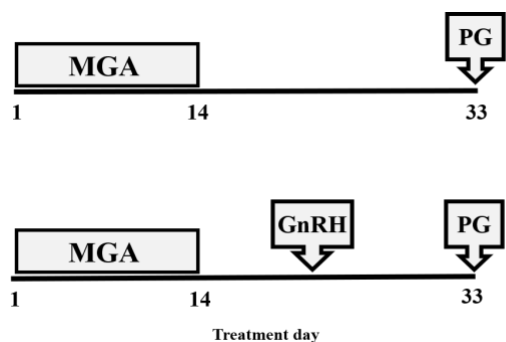 PG
MGA
1 14 33
GnRH PG
MGA
1 14 33
Treatment day